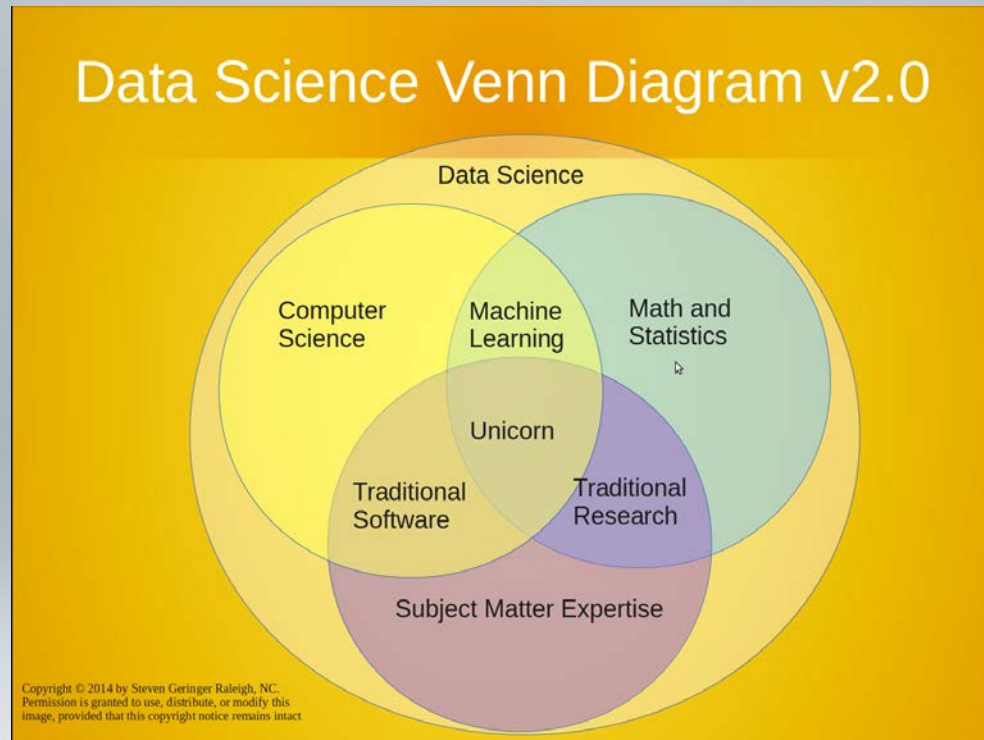 Data Science Venn Diagram v2.0
Data Science
Computer
Science
Machine
Learning
Math and
Statistics
Unicorn
Traditional
Software
Traditional
Research
Subject Matter Expertise
Copyright © 2014 by Steven Geringer Raleigh, NC.
Permission is granted to use, distribute, or modify this
image, provided that this copyright notice remains intact